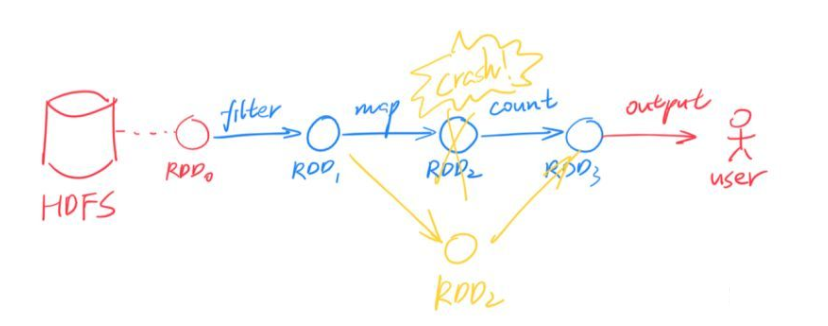 crash!
filter
map
count
output
HDFS
RDD₀
RDD₁
RDD₂
RDD₃
user
RDD₂